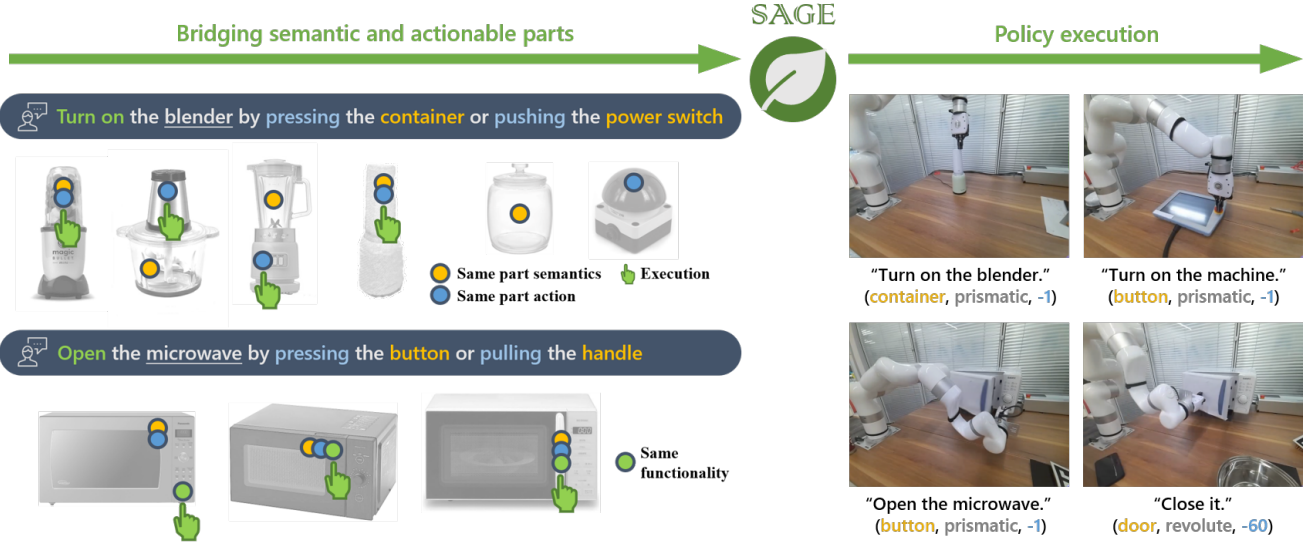 SAGE
Bridging semantic and actionable parts
Policy execution
Turn on the blender by pressing the container or pushing the power switch
magic
BULLET
Same part semantics
Execution
Same part action
"Turn on the blender."
(container, prismatic, -1)
"Turn on the machine."
(button, prismatic, -1)
Open the microwave by pressing the button or pulling the handle
Same
functionality
"Open the microwave."
(button, prismatic, -1)
"Close it."
(door, revolute, -60)